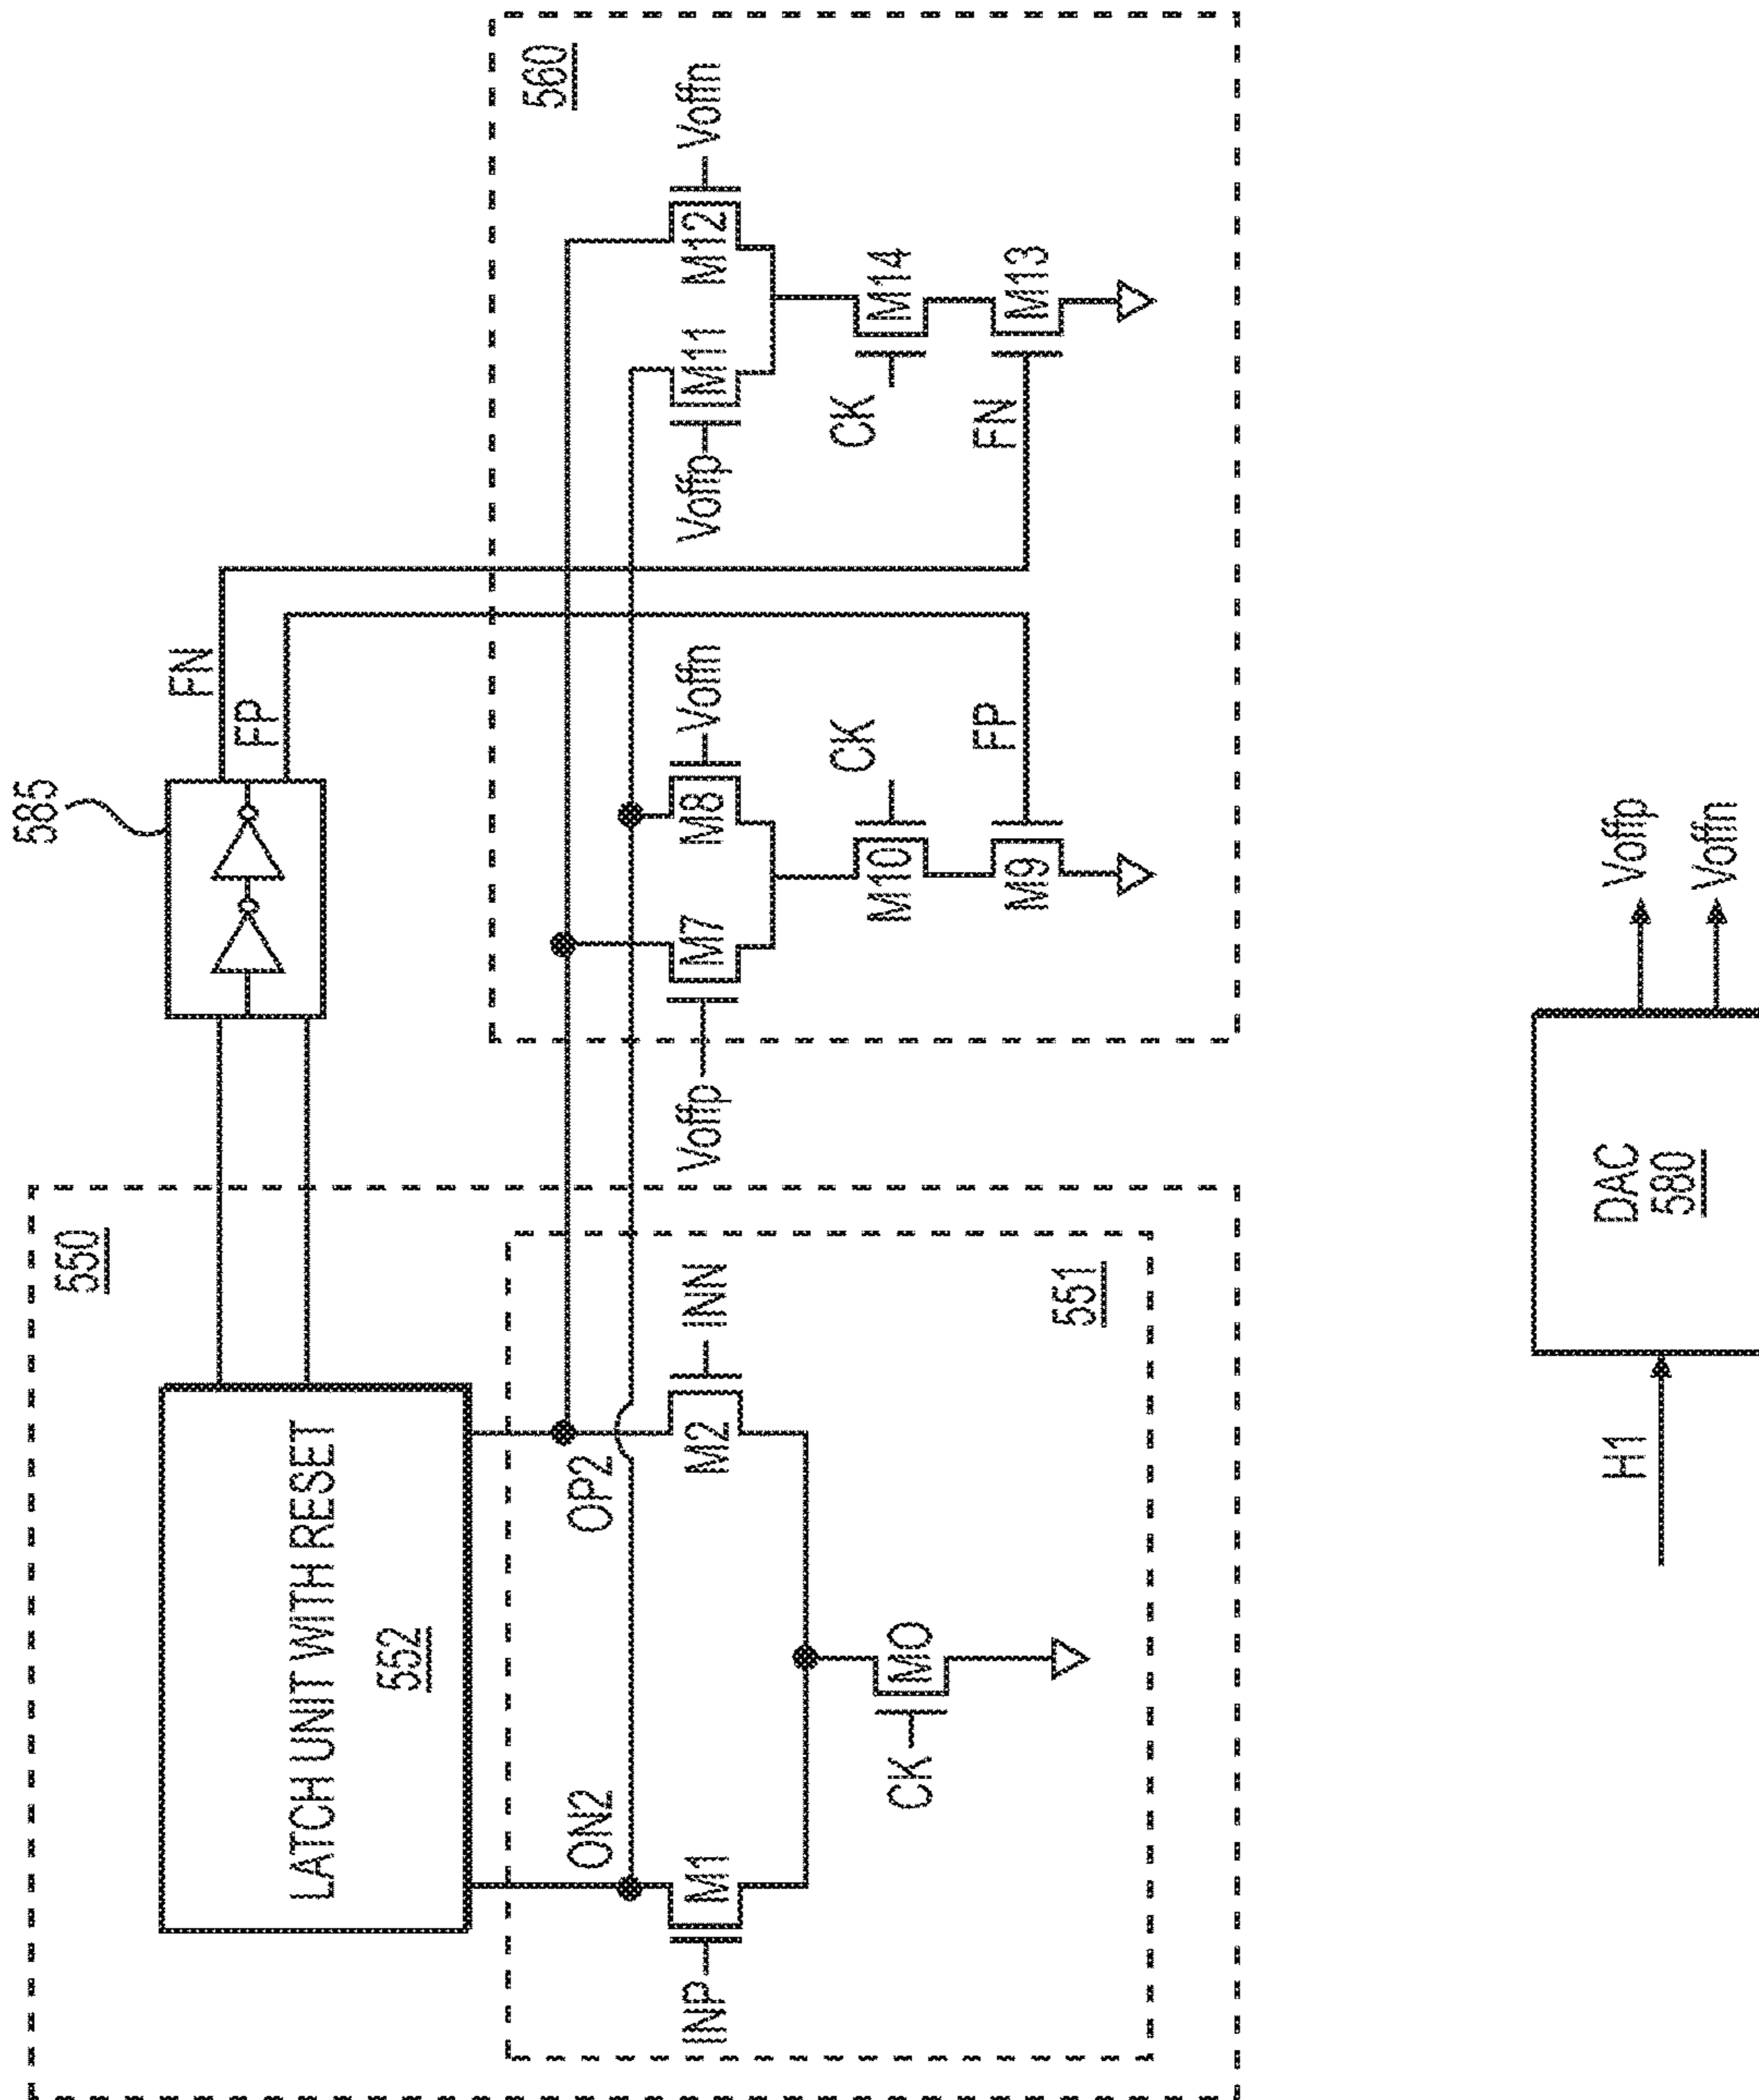 550
LATCH UNIT WITH RESET
552
ON2
OP2
INP
M1
M2
INN
CK
MO
551
585
FN
FP
560
Voffp
M7
M8
Voffn
Voffp
M11
M12
Voffn
M10
CK
CK
M14
M9
FP
FN
M13
H1
DAC
580
Voffp
Voffn